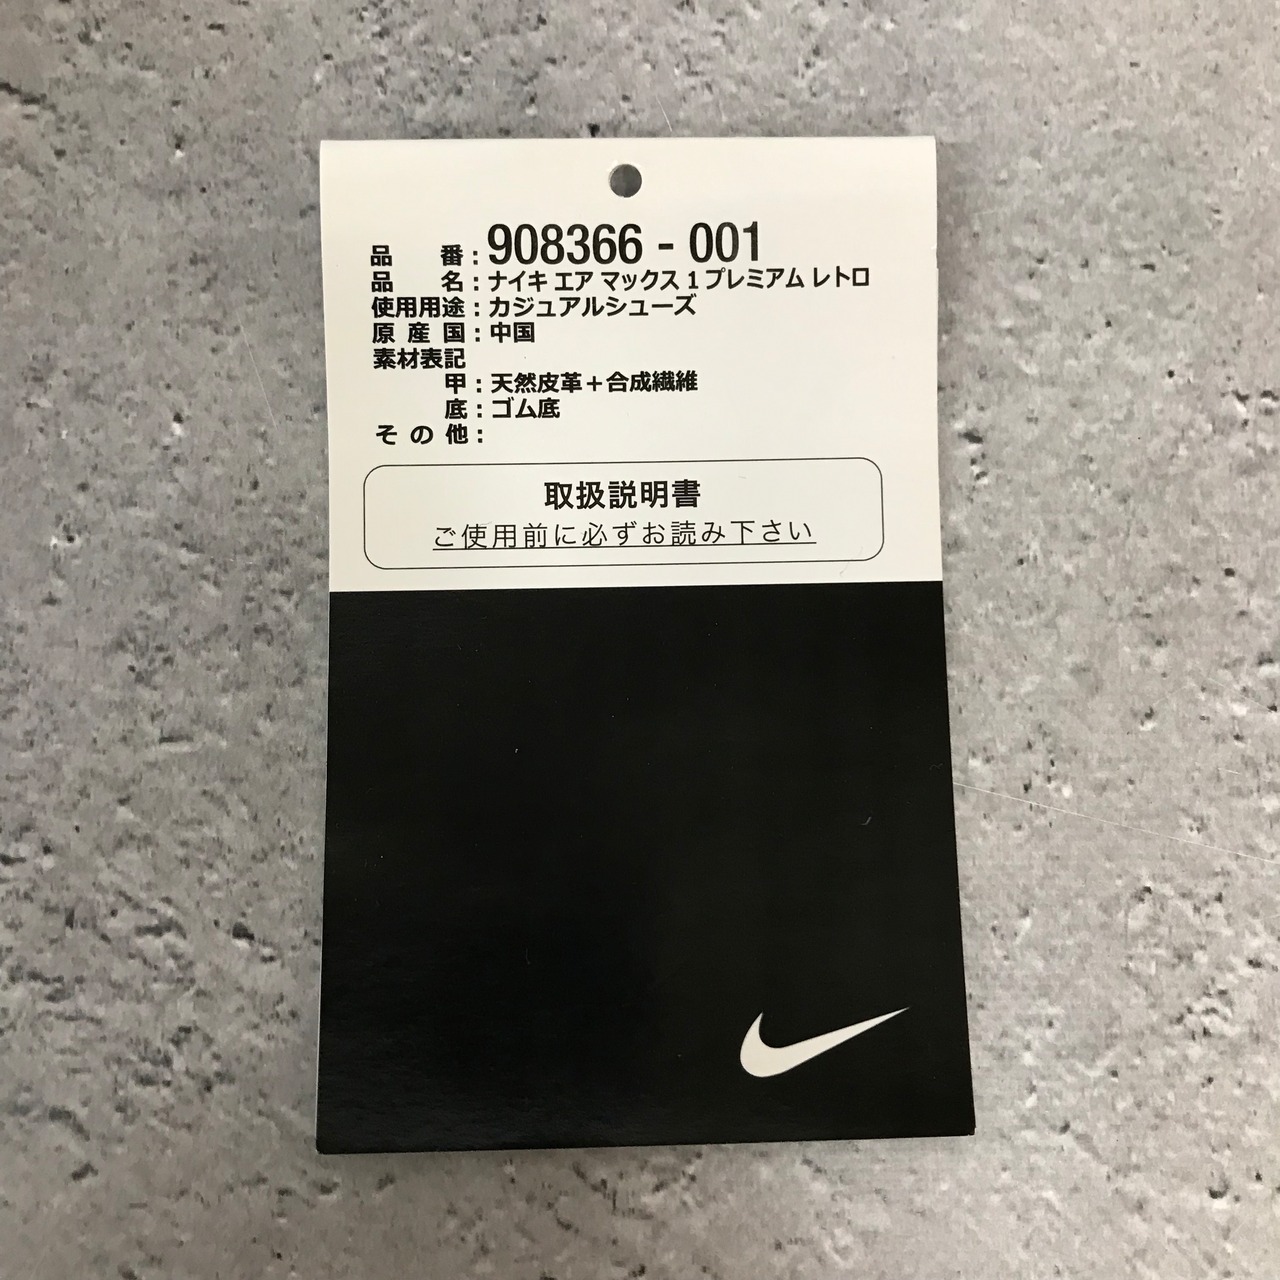 品番：908366 - 001
品名：ナイキ エア マックス 1 プレミアム レトロ
使用用途：カジュアルシューズ
原産国：中国
素材表記
甲：天然皮革＋合成繊維
底：ゴム底
その他：
取扱説明書
ご使用前に必ずお読み下さい